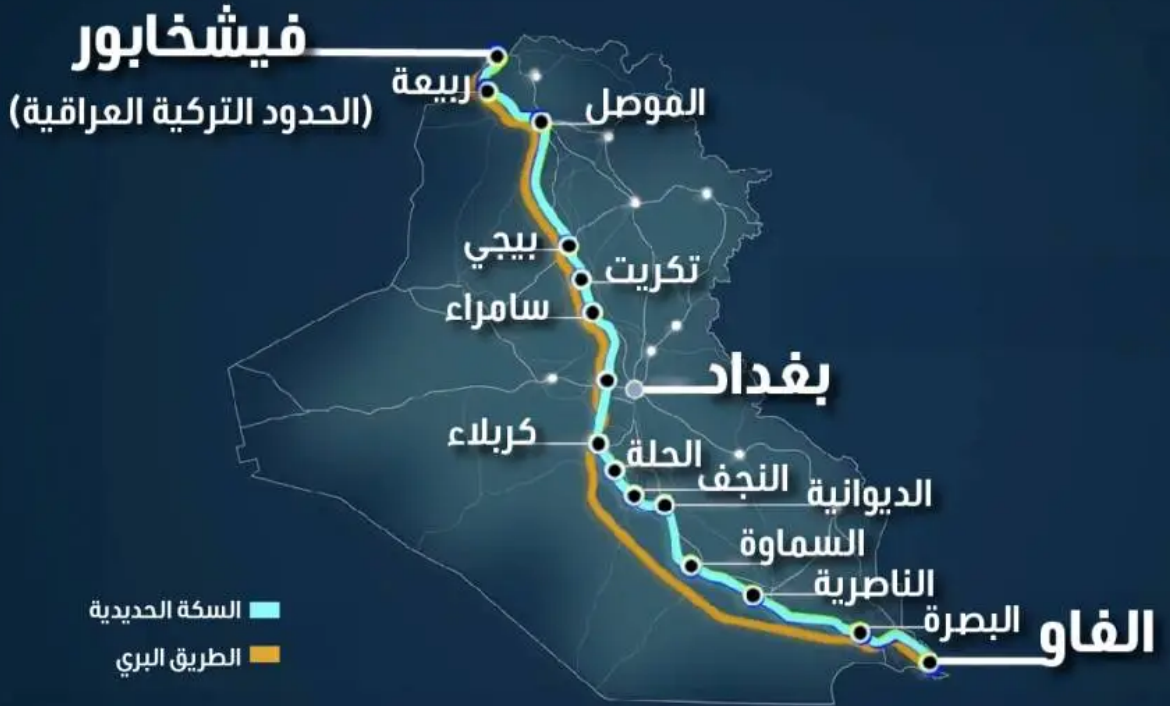 فيشخابور
(الحدود التركية العراقية)
ربيعة
الموصل
بيجي
تكريت
سامراء
بغداد
كربلاء
الحلة
النجف
الديوانية
السماوة
الناصرية
البصرة
الفاو
السكة الحديدية
الطريق البري